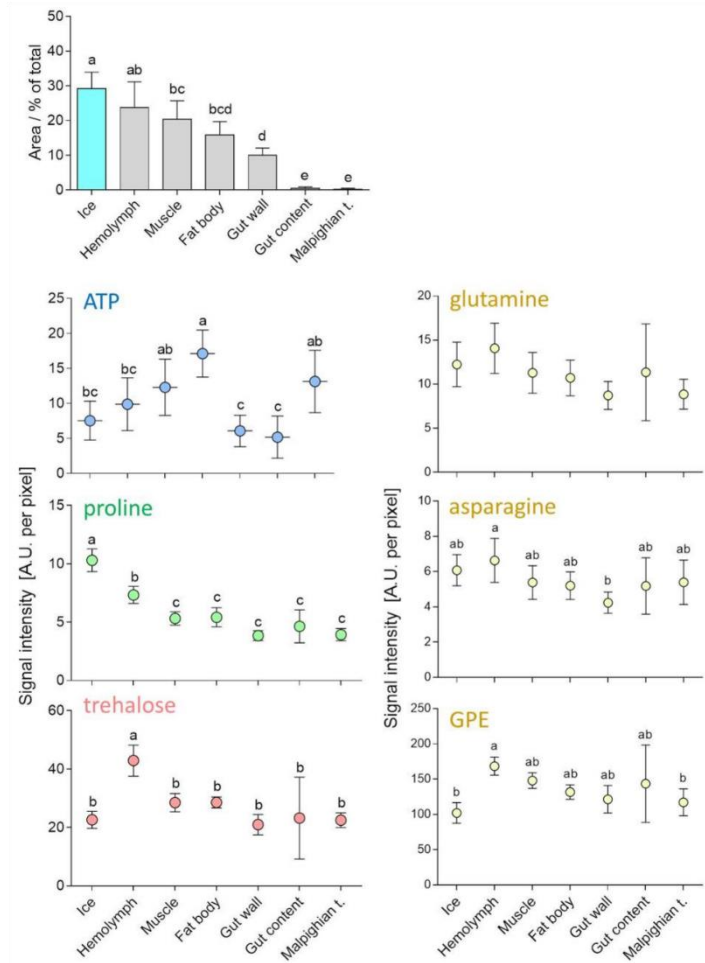 50
40
30
20
10
0
Area / % of total
a
ab
bc
bcd
d
e
e
Ice
Hemolymph
Muscle
Fat body
Gut wall
Gut content
Malpighian t.
Signal intensity [A.U. per pixel]
ATP
25
20
15
10
5
0
bc
bc
ab
a
c
c
ab
proline
15
10
5
0
a
b
c
c
c
c
c
trehalose
60
40
20
0
b
a
b
b
b
b
b
Ice
Hemolymph
Muscle
Fat body
Gut wall
Gut content
Malpighian t.
Signal intensity [A.U. per pixel]
glutamine
20
15
10
5
0
asparagine
8
6
4
2
0
ab
a
ab
ab
b
ab
ab
GPE
250
200
150
100
50
0
b
a
ab
ab
ab
ab
b
Ice
Hemolymph
Muscle
Fat body
Gut wall
Gut content
Malpighian t.